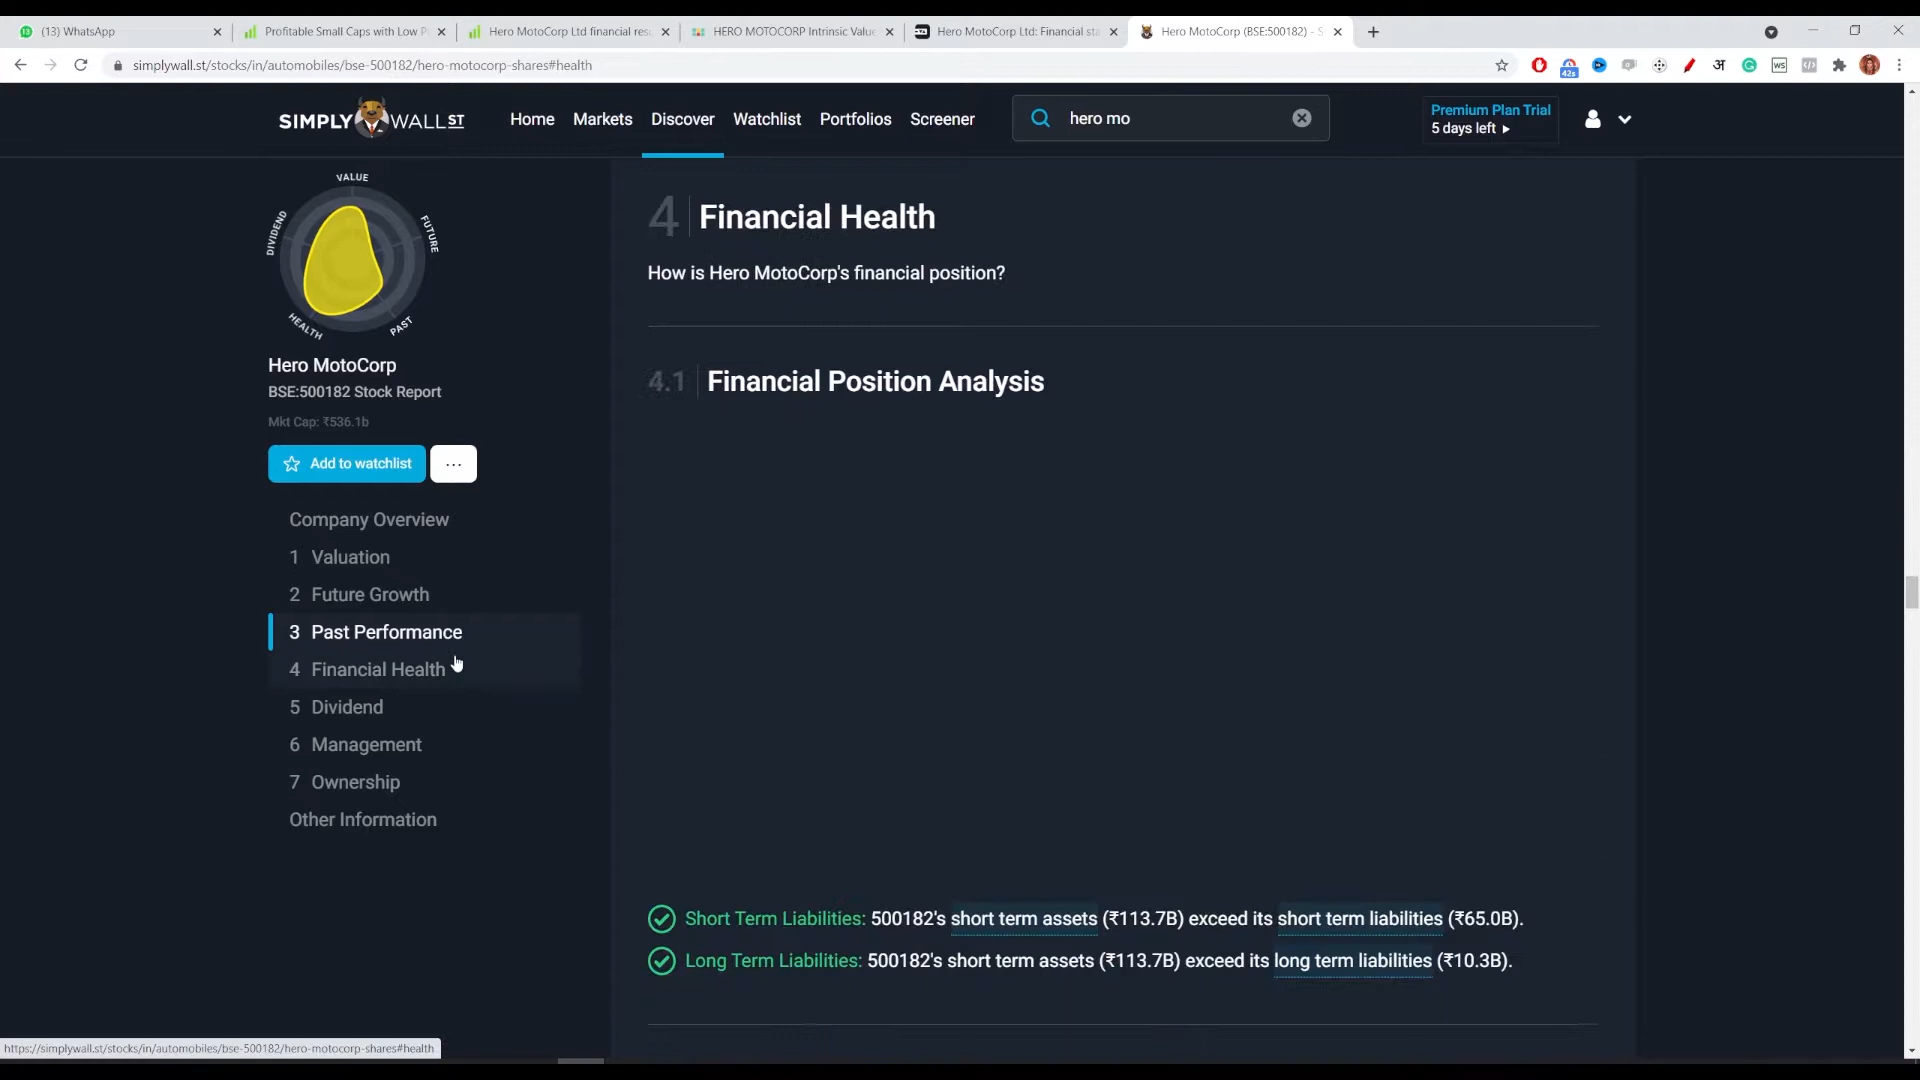 (13) WhatsApp
Profitable Small Caps with Low P
Hero MotoCorp Ltd financial res
HERO MOTOCORP Intrinsic Value
Hero MotoCorp Ltd: Financial sta
Hero MotoCorp (BSE:500182) - S
simplywall.st/stocks/in/automobiles/bse-500182/hero-motocorp-shares#health
42s
अ
WS
SIMPLY WALL ST
Home
Markets
Discover
Watchlist
Portfolios
Screener
hero mo
Premium Plan Trial
5 days left
VALUE
FUTURE
PAST
HEALTH
DIVIDEND
Hero MotoCorp
BSE:500182 Stock Report
Mkt Cap: ₹536.1b
Add to watchlist
...
Company Overview
1 Valuation
2 Future Growth
3 Past Performance
4 Financial Health
5 Dividend
6 Management
7 Ownership
Other Information
4 Financial Health
How is Hero MotoCorp's financial position?
4.1 Financial Position Analysis
Short Term Liabilities: 500182's short term assets (₹113.7B) exceed its short term liabilities (₹65.0B).
Long Term Liabilities: 500182's short term assets (₹113.7B) exceed its long term liabilities (₹10.3B).
https://simplywall.st/stocks/in/automobiles/bse-500182/hero-motocorp-shares#health